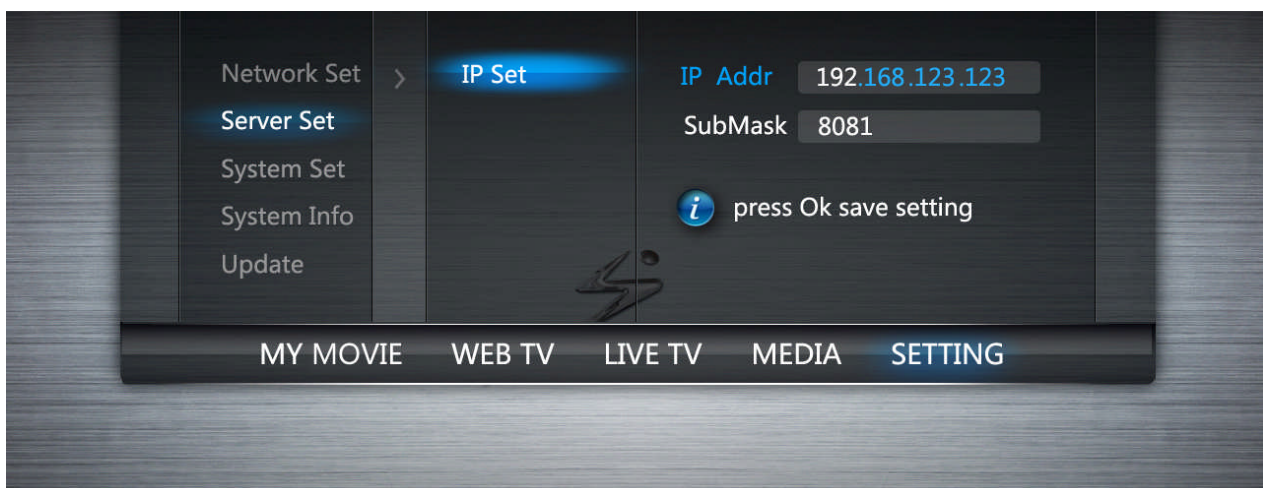 Network Set >
Server Set
System Set
System Info
Update
IP Set
IP Addr 192.168.123.123
SubMask 8081
i press Ok save setting
MY MOVIE WEB TV LIVE TV MEDIA SETTING